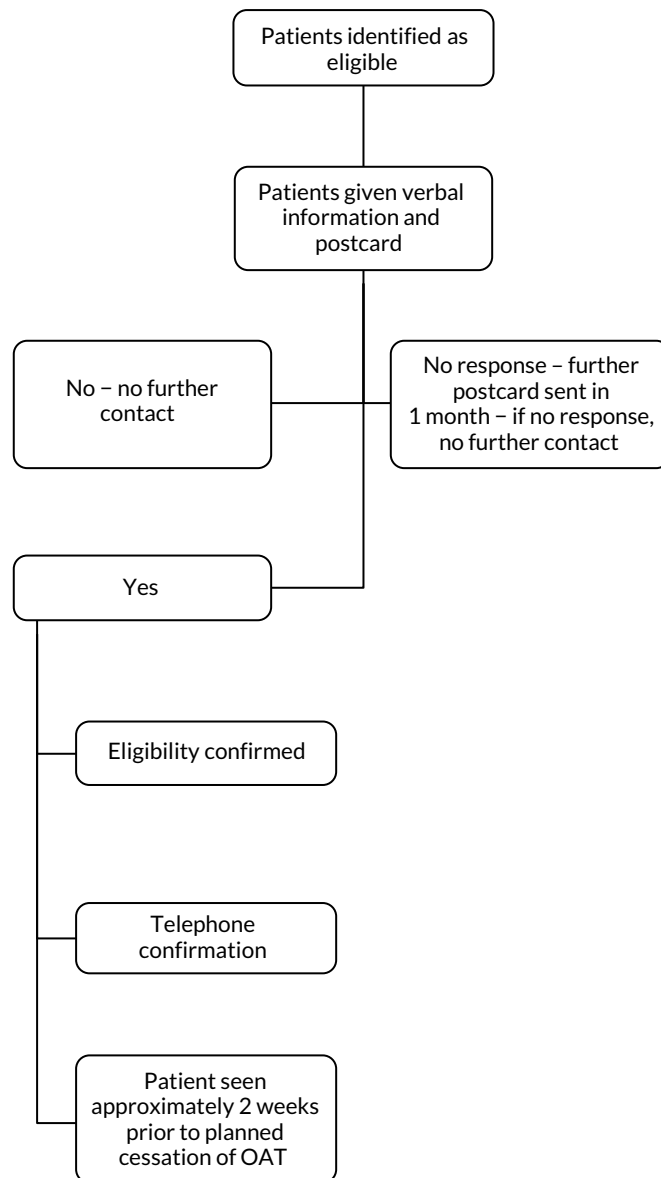 Patients identified as
eligible
Patients given verbal
information and
postcard
No – no further
contact
No response – further
postcard sent in
1 month – if no response,
no further contact
Yes
Eligibility confirmed
Telephone
confirmation
Patient seen
approximately 2 weeks
prior to planned
cessation of OAT